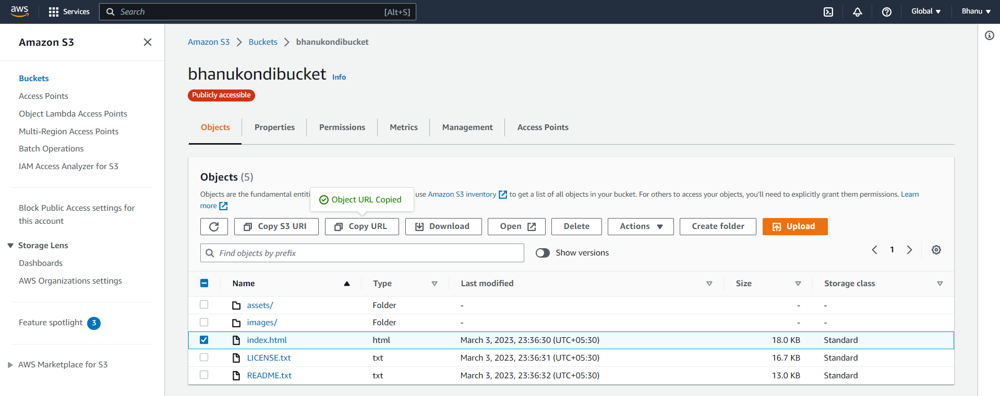 aws Services Search [Alt+S] Global Bhanu
Amazon S3
Buckets
Access Points
Object Lambda Access Points
Multi-Region Access Points
Batch Operations
IAM Access Analyzer for S3
Block Public Access settings for
this account
Storage Lens
Dashboards
AWS Organizations settings
Feature spotlight 3
AWS Marketplace for S3
Amazon S3 Buckets bhanukondibucket
bhanukondibucket Info
Publicly accessible
Objects Properties Permissions Metrics Management Access Points
Objects (5)
Objects are the fundamental use Amazon S3 inventory to get a list of all objects in your bucket. For others to access your objects, you'll need to explicitly grant them permissions. Learn
more
Object URL Copied
Copy S3 URI Copy URL Download Open Delete Actions Create folder Upload
Find objects by prefix Show versions 1
Name Type Last modified Size Storage class
assets/ Folder - - -
images/ Folder - - -
index.html html March 3, 2023, 23:36:30 (UTC+05:30) 18.0 KB Standard
LICENSE.txt txt March 3, 2023, 23:36:31 (UTC+05:30) 16.7 KB Standard
README.txt txt March 3, 2023, 23:36:32 (UTC+05:30) 13.0 KB Standard